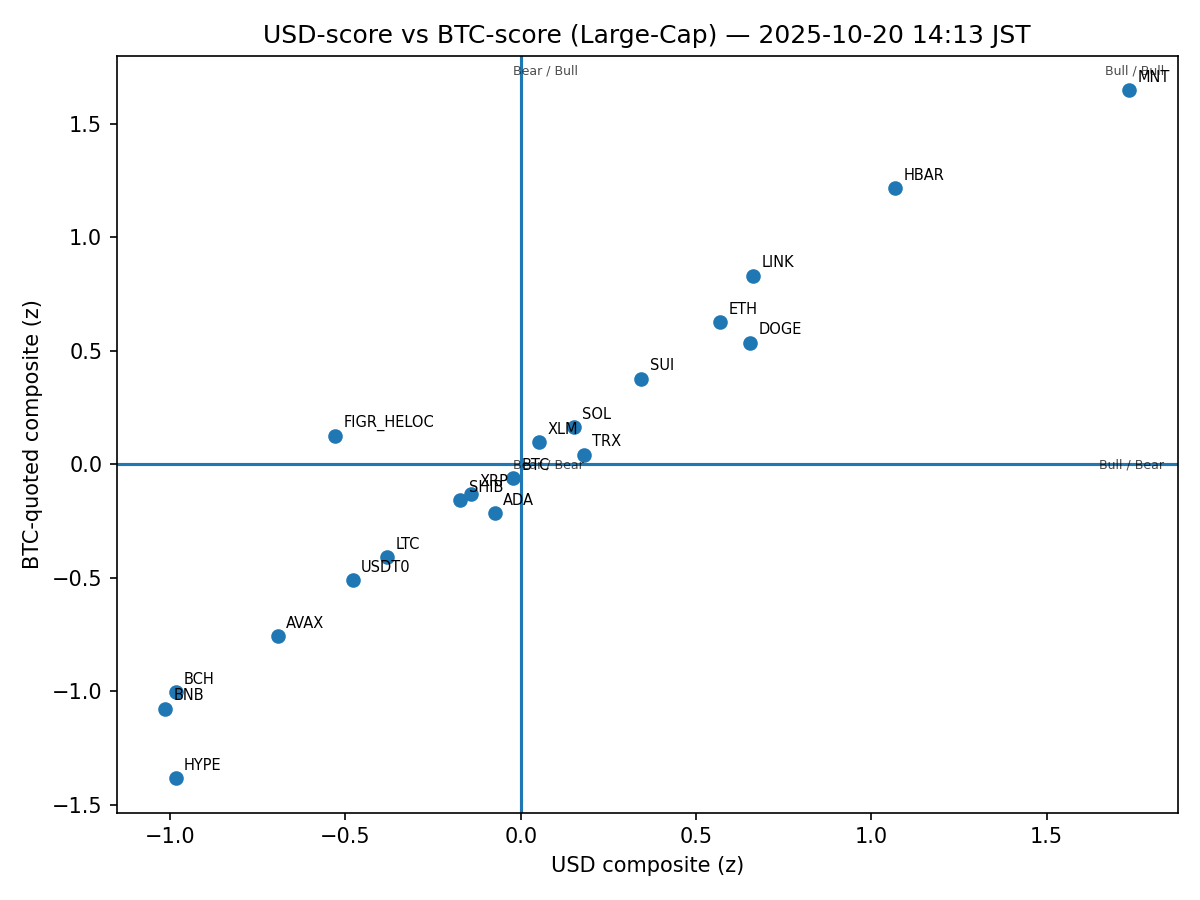 USD-score vs BTC-score (Large-Cap) — 2025-10-20 14:13 JST
Bear / Bull
Bull / Bull
MNT
HBAR
LINK
ETH
DOGE
SUI
FIGR_HELOC
SOL
XLM
TRX
BTC
Bear / Bear
Bull / Bear
XRP
SHIB
ADA
LTC
USDT0
AVAX
BCH
BNB
HYPE
1.5
1.0
0.5
0.0
−0.5
−1.0
−1.5
BTC-quoted composite (z)
−1.0
−0.5
0.0
0.5
1.0
1.5
USD composite (z)